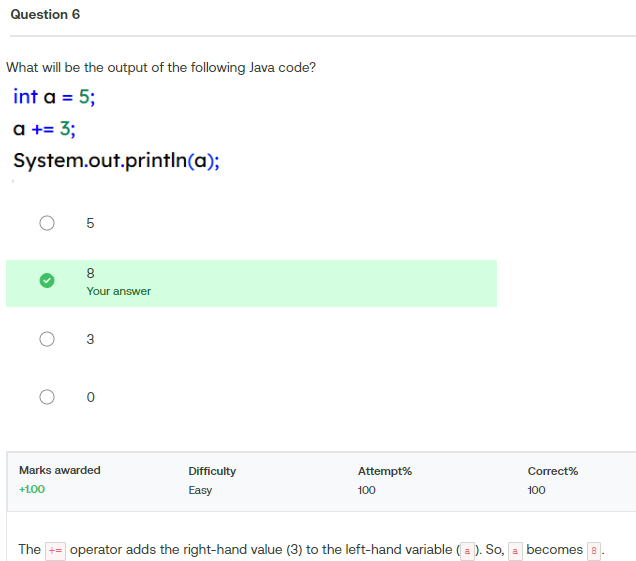 Question 6
What will be the output of the following Java code?
int a = 5;
a += 3;
System.out.println(a);
5
8
Your answer
3
0
Marks awarded Difficulty Attempt% Correct%
+1.00 Easy 100 100
The += operator adds the right-hand value (3) to the left-hand variable ( a ). So, a becomes 8 .